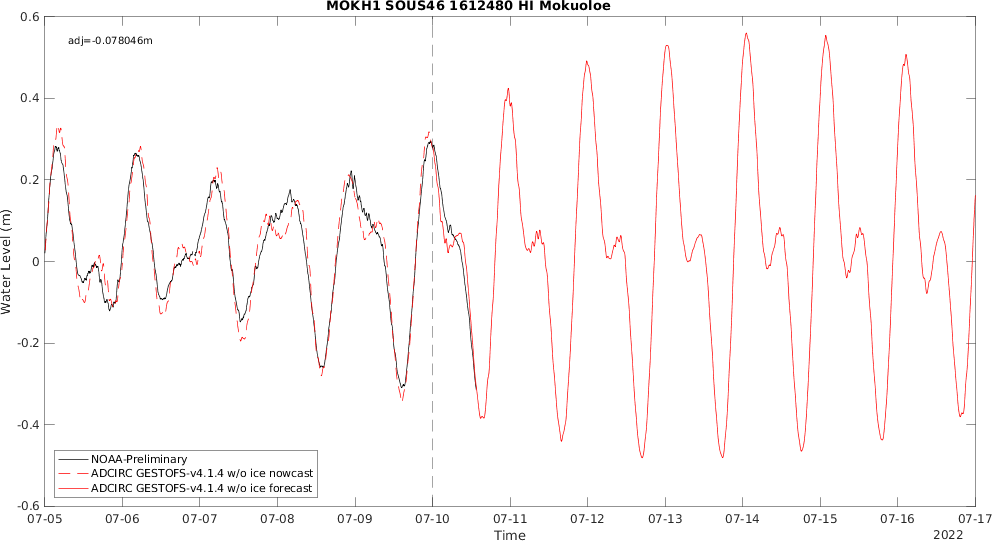 MOKH1 SOUS46 1612480 HI Mokuoloe
adj=-0.078046m
0.6
0.4
0.2
0
-0.2
-0.4
-0.6
Water Level (m)
NOAA-Preliminary
ADCIRC GESTOFS-v4.1.4 w/o ice nowcast
ADCIRC GESTOFS-v4.1.4 w/o ice forecast
07-05 07-06 07-07 07-08 07-09 07-10 07-11 07-12 07-13 07-14 07-15 07-16 07-17
Time
2022